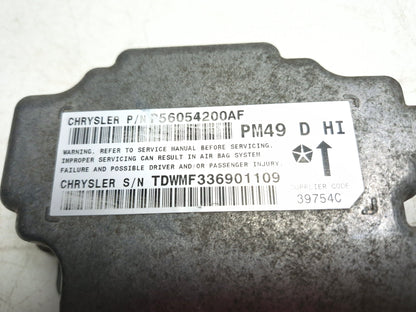 CHRYSLER P/N P56054200AF
PM49 D HI
WARNING. REFER TO SERVICE MANUAL BEFORE SERVICING.
IMPROPER SERVICING CAN RESULT IN AIR BAG SYSTEM
FAILURE AND POSSIBLE DRIVER AND/OR PASSENGER INJURY.
CHRYSLER S/N TDWMF336901109
SUPPLIER CODE
39754C